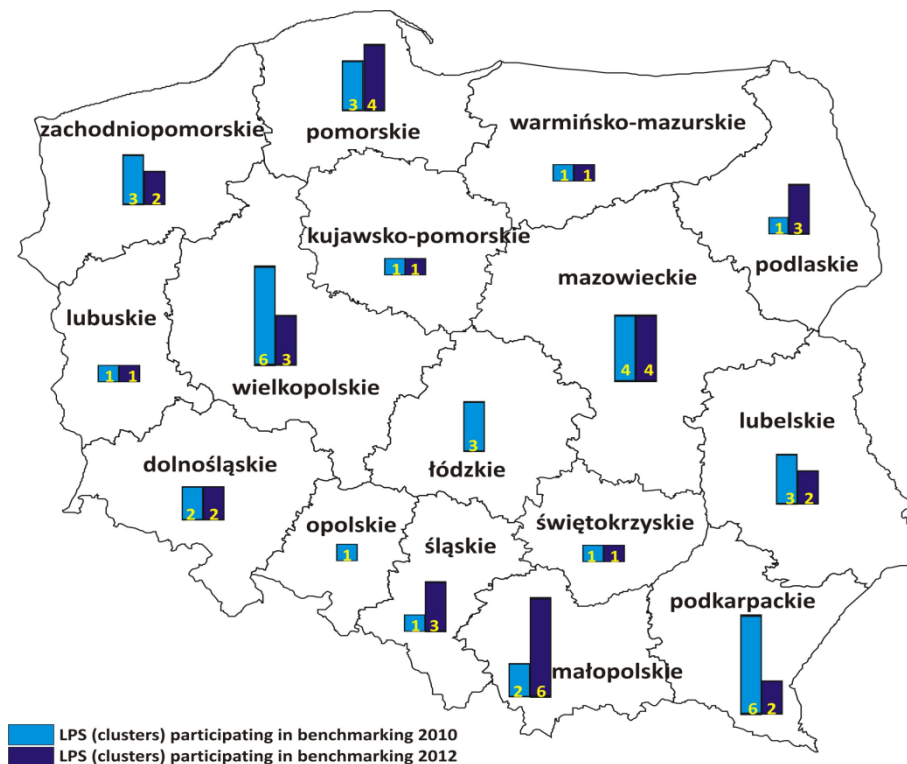 3 4
zachodniopomorskie
pomorskie
warmińsko-mazurskie
3 2
1 1
1 3
kujawsko-pomorskie
1 1
podlaskie
mazowieckie
lubuskie
1 1
6 3
wielkopolskie
4 4
3
łódzkie
lubelskie
3 2
dolnośląskie
2 2
opolskie
1
śląskie
1 3
świętokrzyskie
1 1
podkarpackie
6 2
małopolskie
2 6
LPS (clusters) participating in benchmarking 2010
LPS (clusters) participating in benchmarking 2012